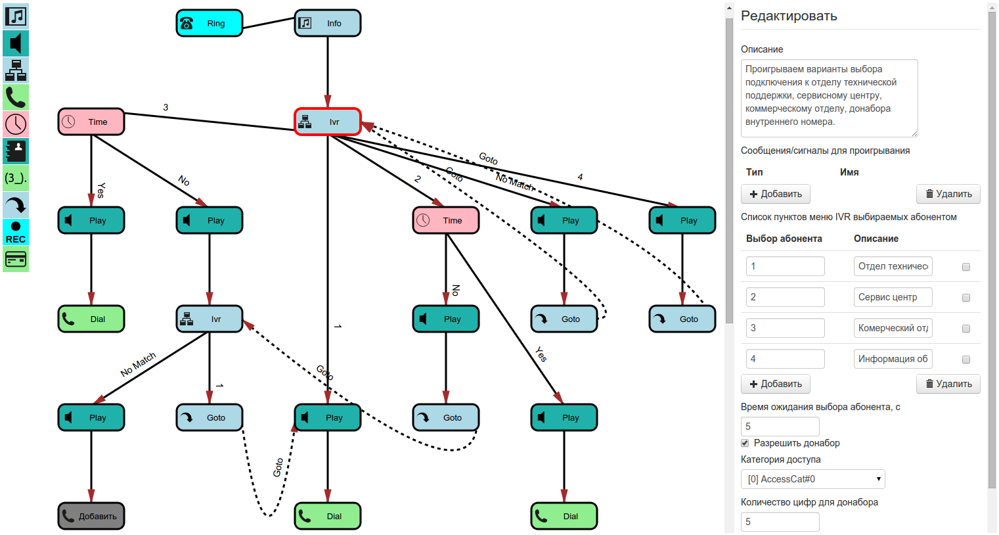 Ring
Info
Редактировать
Описание
Проигрываем варианты выбора
подключения к отделу технической
поддержки, сервисному центру,
коммерческому отделу, донабора
внутреннего номера.
3
Time
Ivr
Сообщения/сигналы для проигрывания
Goto
Goto
4
No Match
2
No
Yes
Тип Имя
(3_).
Добавить Удалить
Play
Play
Time
Play
Play
Список пунктов меню IVR выбираемых абонентом
REC
Выбор абонента Описание
1 Отдел техничес
2 Сервис центр
3 Комерческий отд
4 Информация об
No
Dial
Ivr
Play
Goto
Goto
1
Yes
No Match
Goto
1
Добавить Удалить
Время ожидания выбора абонента, с
5
Play
Goto
Play
Goto
Play
Разрешить донабор
Категория доступа
[0] AccessCat#0
Goto
Количество цифр для донабора
5
Добавить
Dial
Dial